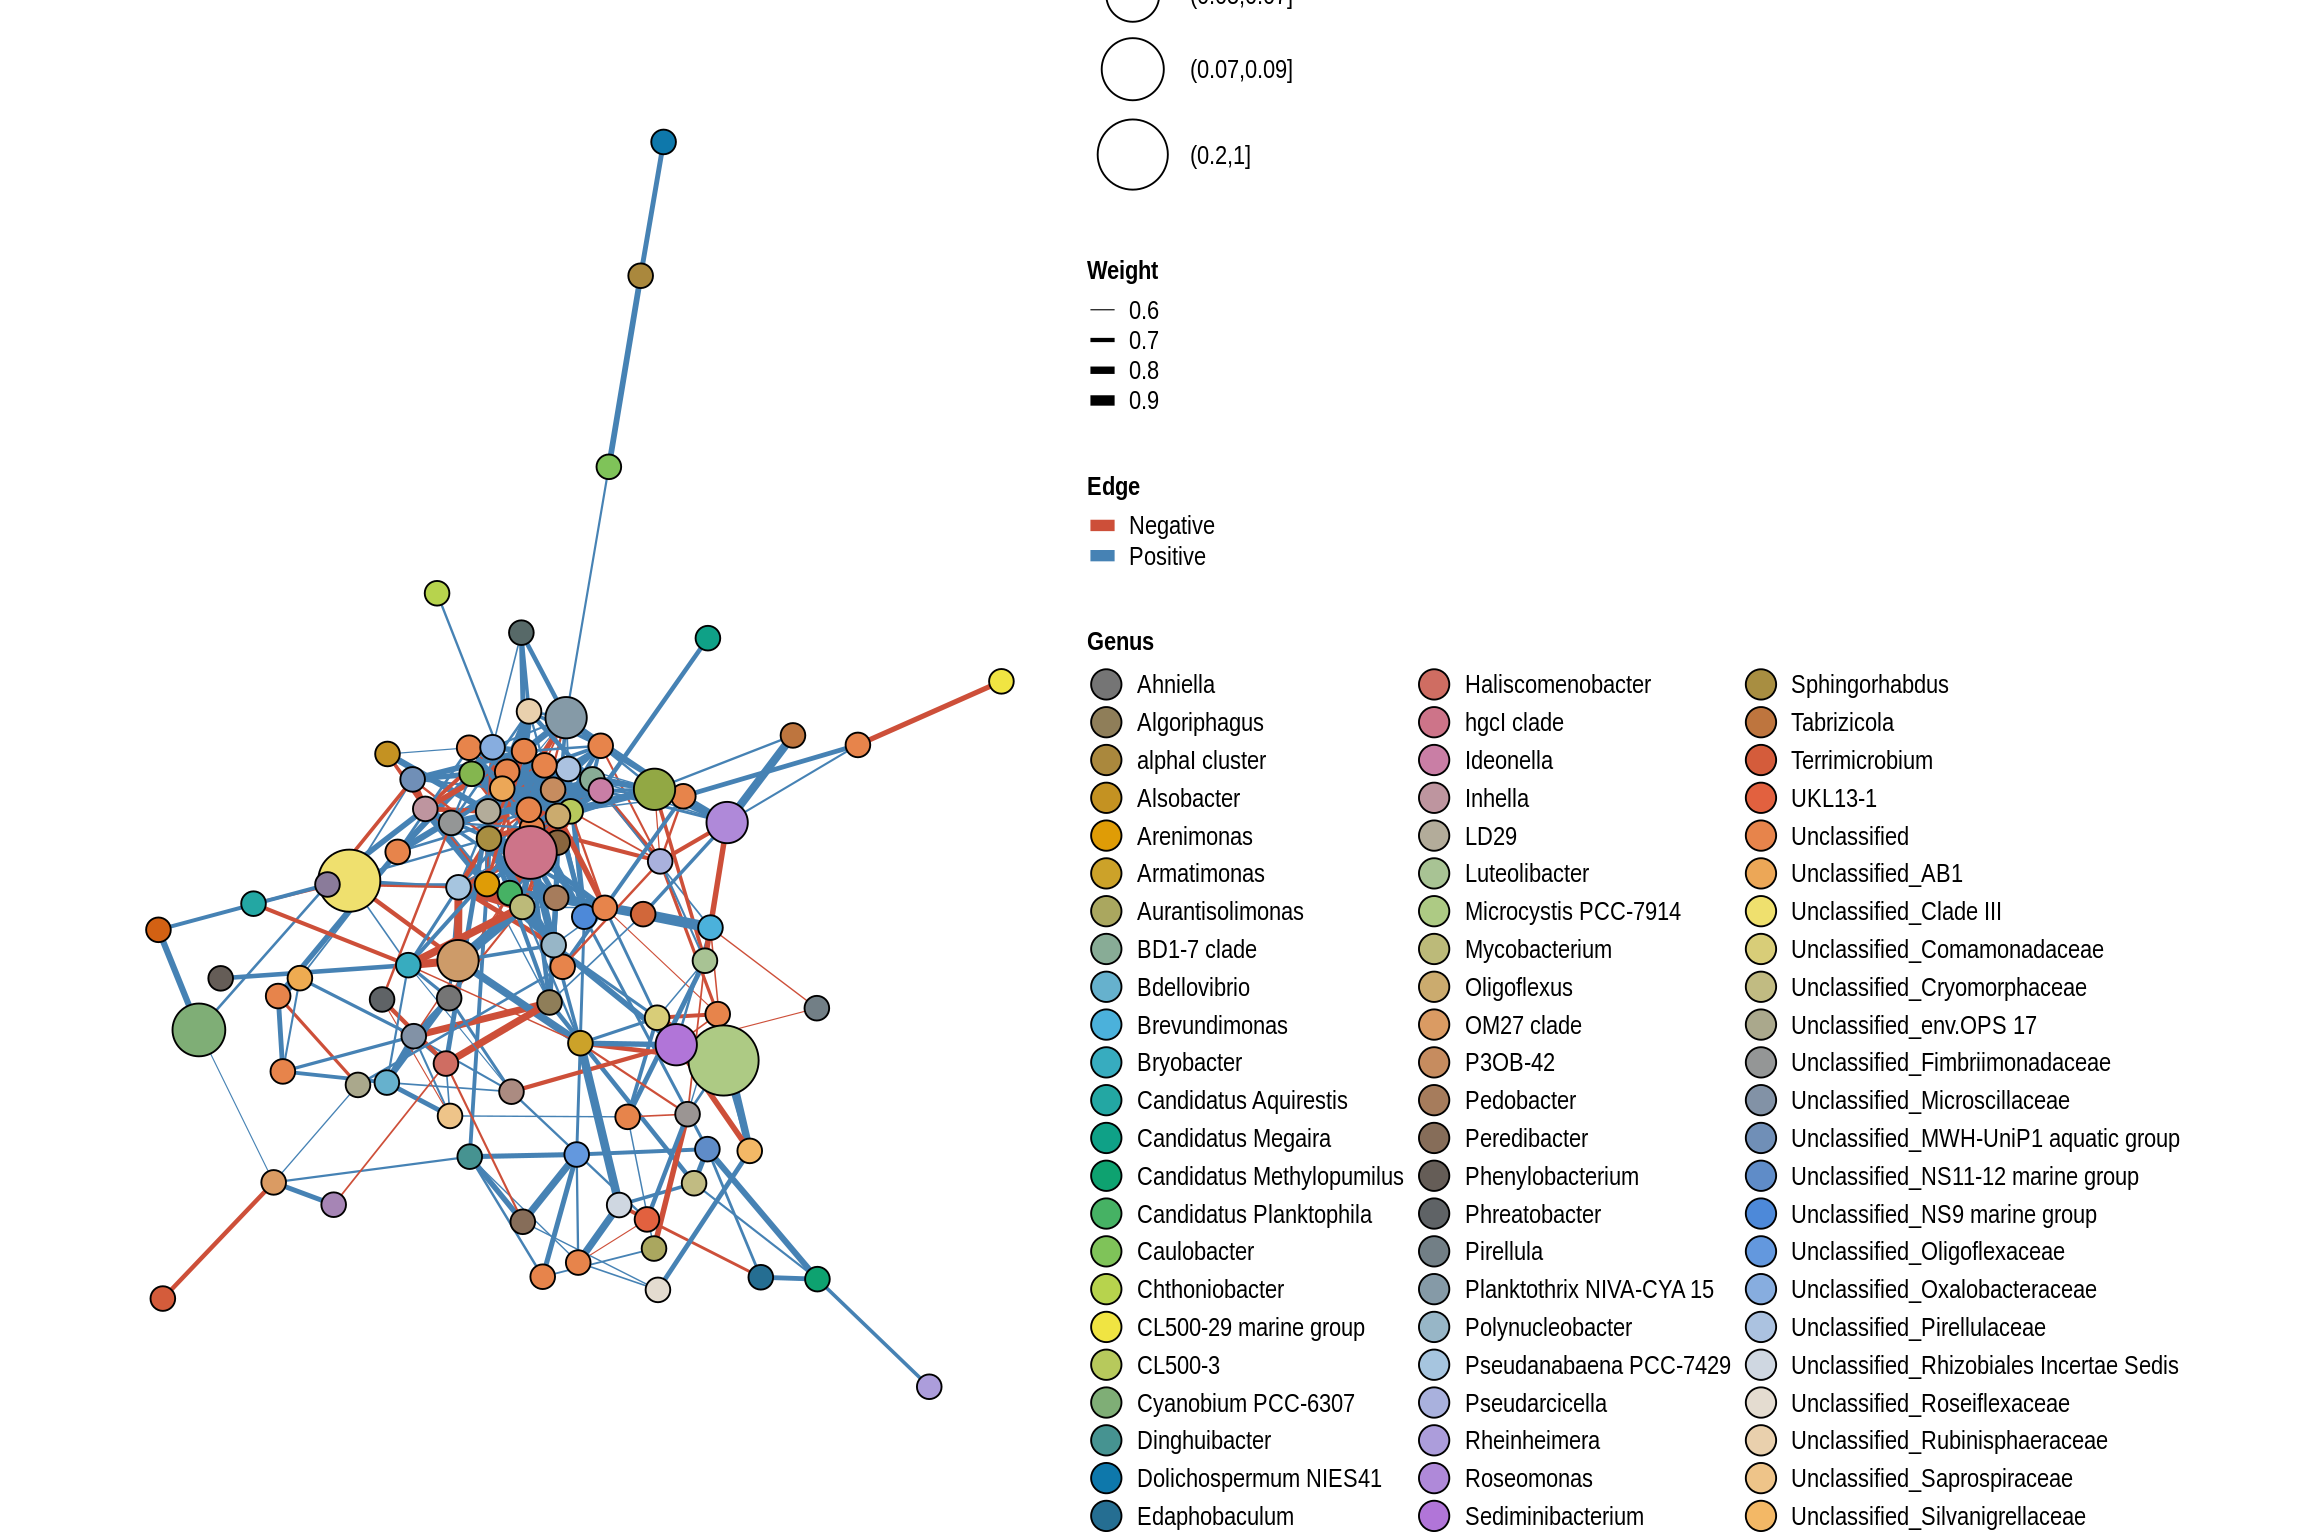 (0.07,0.09]
(0.2,1]
Weight
0.6
0.7
0.8
0.9
Edge
Negative
Positive
Genus
Ahniella
Algoriphagus
alphaI cluster
Alsobacter
Arenimonas
Armatimonas
Aurantisolimonas
BD1-7 clade
Bdellovibrio
Brevundimonas
Bryobacter
Candidatus Aquirestis
Candidatus Megaira
Candidatus Methylopumilus
Candidatus Planktophila
Caulobacter
Chthoniobacter
CL500-29 marine group
CL500-3
Cyanobium PCC-6307
Dinghuibacter
Dolichospermum NIES41
Edaphobaculum
Haliscomenobacter
hgcI clade
Ideonella
Inhella
LD29
Luteolibacter
Microcystis PCC-7914
Mycobacterium
Oligoflexus
OM27 clade
P3OB-42
Pedobacter
Peredibacter
Phenylobacterium
Phreatobacter
Pirellula
Planktothrix NIVA-CYA 15
Polynucleobacter
Pseudanabaena PCC-7429
Pseudarcicella
Rheinheimera
Roseomonas
Sediminibacterium
Sphingorhabdus
Tabrizicola
Terrimicrobium
UKL13-1
Unclassified
Unclassified_AB1
Unclassified_Clade III
Unclassified_Comamonadaceae
Unclassified_Cryomorphaceae
Unclassified_env.OPS 17
Unclassified_Fimbriimonadaceae
Unclassified_Microscillaceae
Unclassified_MWH-UniP1 aquatic group
Unclassified_NS11-12 marine group
Unclassified_NS9 marine group
Unclassified_Oligoflexaceae
Unclassified_Oxalobacteraceae
Unclassified_Pirellulaceae
Unclassified_Rhizobiales Incertae Sedis
Unclassified_Roseiflexaceae
Unclassified_Rubinisphaeraceae
Unclassified_Saprospiraceae
Unclassified_Silvanigrellaceae